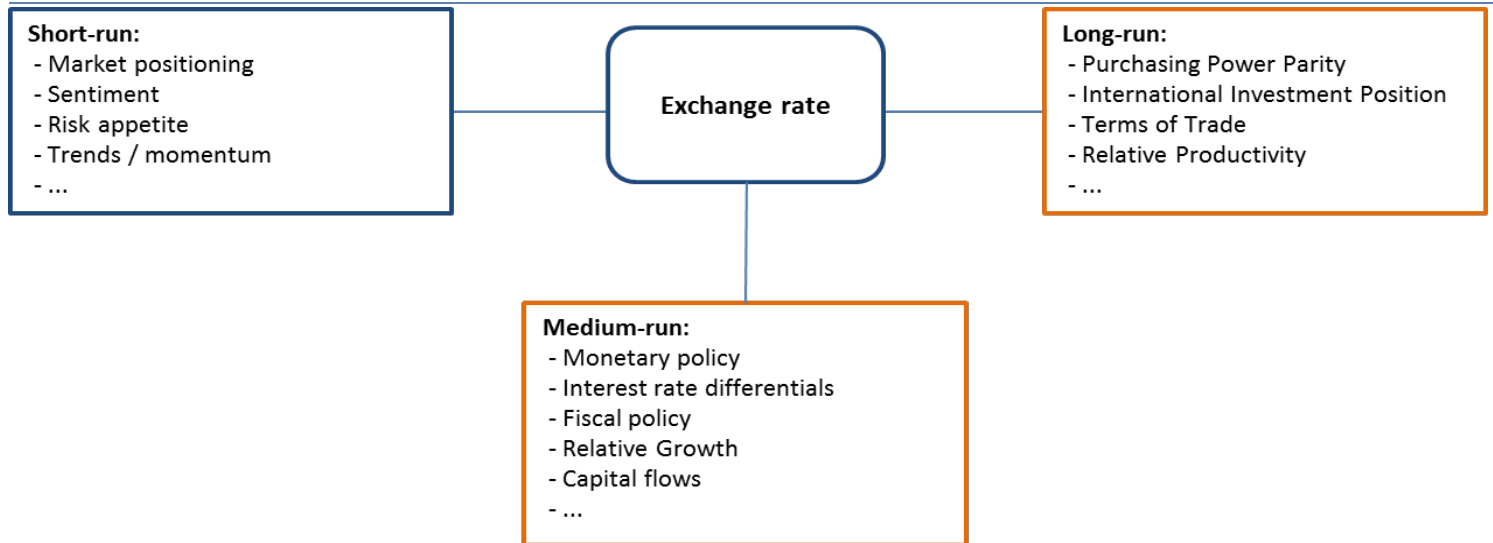 Short-run:
- Market positioning
- Sentiment
- Risk appetite
- Trends / momentum
- ...
Exchange rate
Long-run:
- Purchasing Power Parity
- International Investment Position
- Terms of Trade
- Relative Productivity
- ...
Medium-run:
- Monetary policy
- Interest rate differentials
- Fiscal policy
- Relative Growth
- Capital flows
- ...